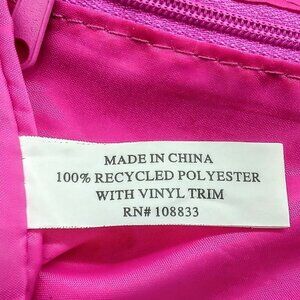 MADE IN CHINA
100% RECYCLED POLYESTER
WITH VINYL TRIM
RN# 108833